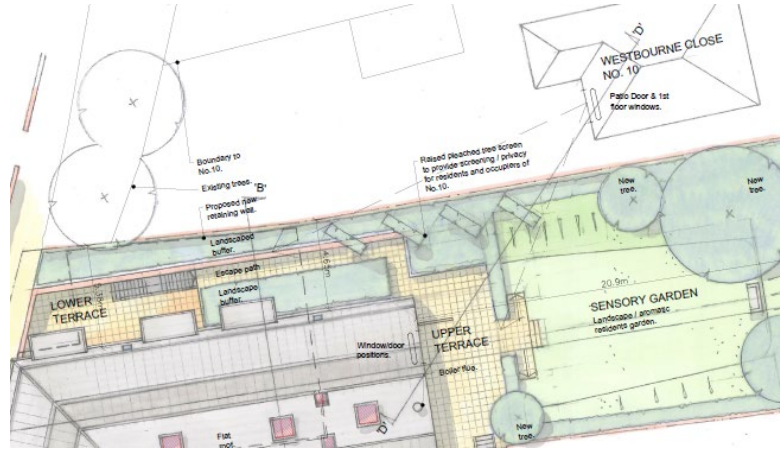 'D'
WESTBOURNE CLOSE
NO. 10
Patio Door & 1st
floor windows.
Boundary to
No.10.
Existing trees.
Proposed new
retaining wall.
'B'
Raised pleached tree screen
to provide screening / privacy
for residents and occupiers of
No.10.
New
tree.
New
tree.
Landscaped
buffer.
Escape path
Landscape
buffer.
4.63m
LOWER
TERRACE
20.9m
SENSORY GARDEN
Landscape / aromatic
residents garden.
UPPER
TERRACE
Window/door
positions.
Boiler flue.
'D'
Flat
roof.
New
tree.